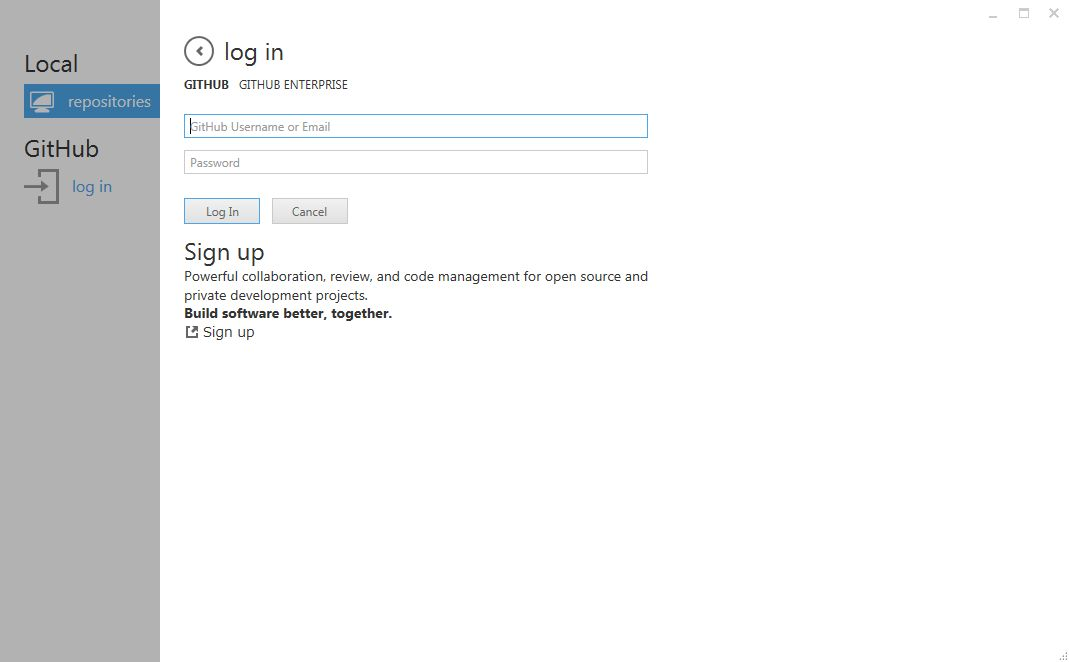 Local
repositories
GitHub
log in
log in
GITHUB GITHUB ENTERPRISE
GitHub Username or Email
Password
Log In Cancel
Sign up
Powerful collaboration, review, and code management for open source and
private development projects.
Build software better, together.
Sign up